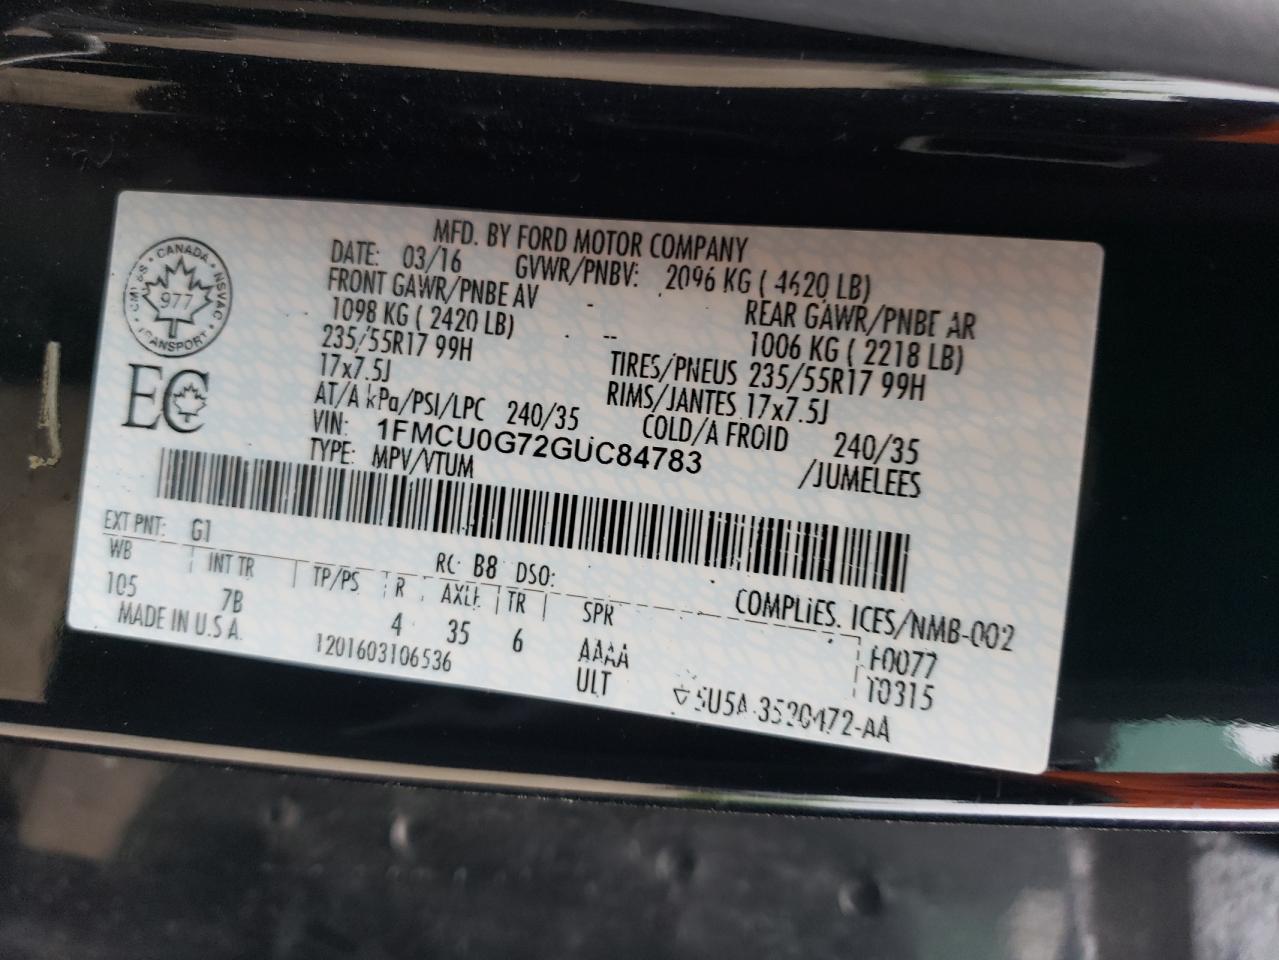 MFD. BY FORD MOTOR COMPANY
DATE: 03/16 GVWR/PNBV: 2096 KG ( 4620 LB)
FRONT GAWR/PNBE AV REAR GAWR/PNBE AR
1098 KG ( 2420 LB) 1006 KG ( 2218 LB)
235/55R17 99H TIRES/PNEUS 235/55R17 99H
17x7.5J RIMS/JANTES 17x7.5J
AT/A kPa/PSI/LPC 240/35 COLD/A FROID 240/35
VIN: 1FMCU0G72GUC84783 /JUMELEES
TYPE: MPV/VTUM
CANADA
977
NSVAC
TRANSPORT
EC
EXT PNT: G1 RC: B8 DSO:
WB INT TR TP/PS R AXLE TR SPR
COMPLIES. ICES/NMB-002
105 7B 4 35 6 AAAA F0077
MADE IN U.S.A. 1201603106536 ULT T0315
5U5A-3520472-AA